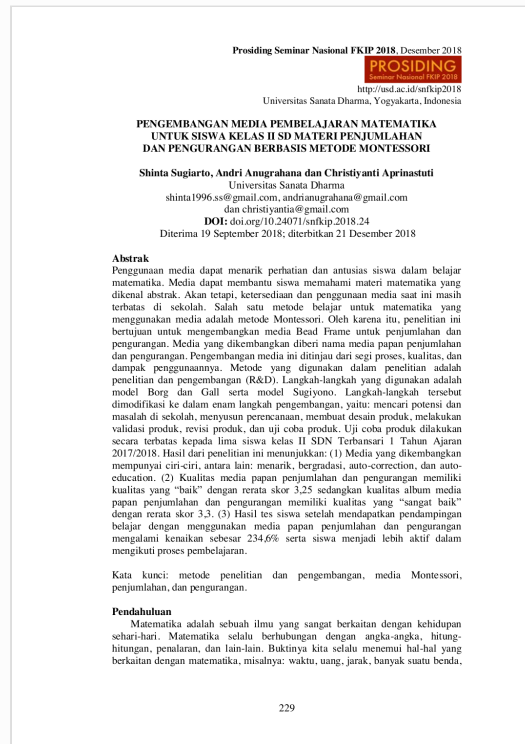 Prosiding Seminar Nasional FKIP 2018, Desember 2018
PROSIDING
Seminar Nasional FKIP 2018
http://usd.ac.id/snfkip2018
Universitas Sanata Dharma, Yogyakarta, Indonesia
PENGEMBANGAN MEDIA PEMBELAJARAN MATEMATIKA
UNTUK SISWA KELAS II SD MATERI PENJUMLAHAN
DAN PENGURANGAN BERBASIS METODE MONTESSORI
Shinta Sugiarto, Andri Anugrahana dan Christiyanti Aprinastuti
Universitas Sanata Dharma
shinta1996.ss@gmail.com, andrianugrahana@gmail.com
dan christiyantia@gmail.com
DOI: doi.org/10.24071/snfkip.2018.24
Diterima 19 September 2018; diterbitkan 21 Desember 2018
Abstrak
Penggunaan media dapat menarik perhatian dan antusias siswa dalam belajar
matematika. Media dapat membantu siswa memahami materi matematika yang
dikenal abstrak. Akan tetapi, ketersediaan dan penggunaan media saat ini masih
terbatas di sekolah. Salah satu metode belajar untuk matematika yang
menggunakan media adalah metode Montessori. Oleh karena itu, penelitian ini
bertujuan untuk mengembangkan media Bead Frame untuk penjumlahan dan
pengurangan. Media yang dikembangkan diberi nama media papan penjumlahan
dan pengurangan. Pengembangan media ini ditinjau dari segi proses, kualitas, dan
dampak penggunaannya. Metode yang digunakan dalam penelitian adalah
penelitian dan pengembangan (R&D). Langkah-langkah yang digunakan adalah
model Borg dan Gall serta model Sugiyono. Langkah-langkah tersebut
dimodifikasi ke dalam enam langkah pengembangan, yaitu: mencari potensi dan
masalah di sekolah, menyusun perencanaan, membuat desain produk, melakukan
validasi produk, revisi produk, dan uji coba produk. Uji coba produk dilakukan
secara terbatas kepada lima siswa kelas II SDN Terbansari 1 Tahun Ajaran
2017/2018. Hasil dari penelitian ini menunjukkan: (1) Media yang dikembangkan
mempunyai ciri-ciri, antara lain: menarik, bergradasi, auto-correction, dan auto-
education. (2) Kualitas media papan penjumlahan dan pengurangan memiliki
kualitas yang “baik” dengan rerata skor 3,25 sedangkan kualitas album media
papan penjumlahan dan pengurangan memiliki kualitas yang “sangat baik”
dengan rerata skor 3,3. (3) Hasil tes siswa setelah mendapatkan pendampingan
belajar dengan menggunakan media papan penjumlahan dan pengurangan
mengalami kenaikan sebesar 234,6% serta siswa menjadi lebih aktif dalam
mengikuti proses pembelajaran.
Kata kunci: metode penelitian dan pengembangan, media Montessori,
penjumlahan, dan pengurangan.
Pendahuluan
Matematika adalah sebuah ilmu yang sangat berkaitan dengan kehidupan
sehari-hari. Matematika selalu berhubungan dengan angka-angka, hitung-
hitungan, penalaran, dan lain-lain. Buktinya kita selalu menemui hal-hal yang
berkaitan dengan matematika, misalnya: waktu, uang, jarak, banyak suatu benda,
229